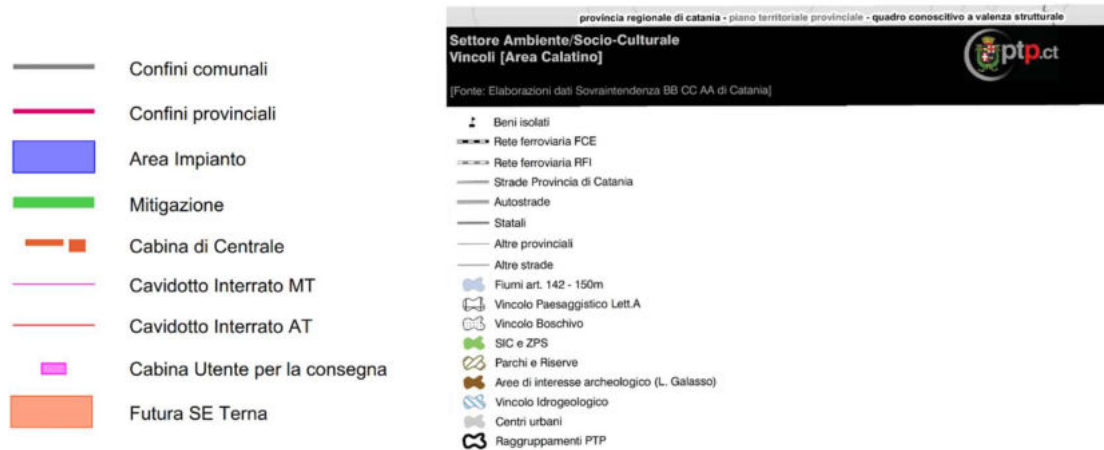 Confini comunali
Confini provinciali
Area Impianto
Mitigazione
Cabina di Centrale
Cavidotto Interrato MT
Cavidotto Interrato AT
Cabina Utente per la consegna
Futura SE Terna
provincia regionale di catania - piano territoriale provinciale - quadro conoscitivo a valenza strutturale
Settore Ambiente/Socio-Culturale
Vincoli [Area Calatino]
ptp.ct
[Fonte: Elaborazioni dati Sovraintendenza BB CC AA di Catania]
Beni isolati
Rete ferroviaria FCE
Rete ferroviaria RFI
Strade Provincia di Catania
Autostrade
Statali
Altre provinciali
Altre strade
Fiumi art. 142 - 150m
Vincolo Paesaggistico Lett.A
Vincolo Boschivo
SIC e ZPS
Parchi e Riserve
Aree di interesse archeologico (L. Galasso)
Vincolo Idrogeologico
Centri urbani
Raggruppamenti PTP